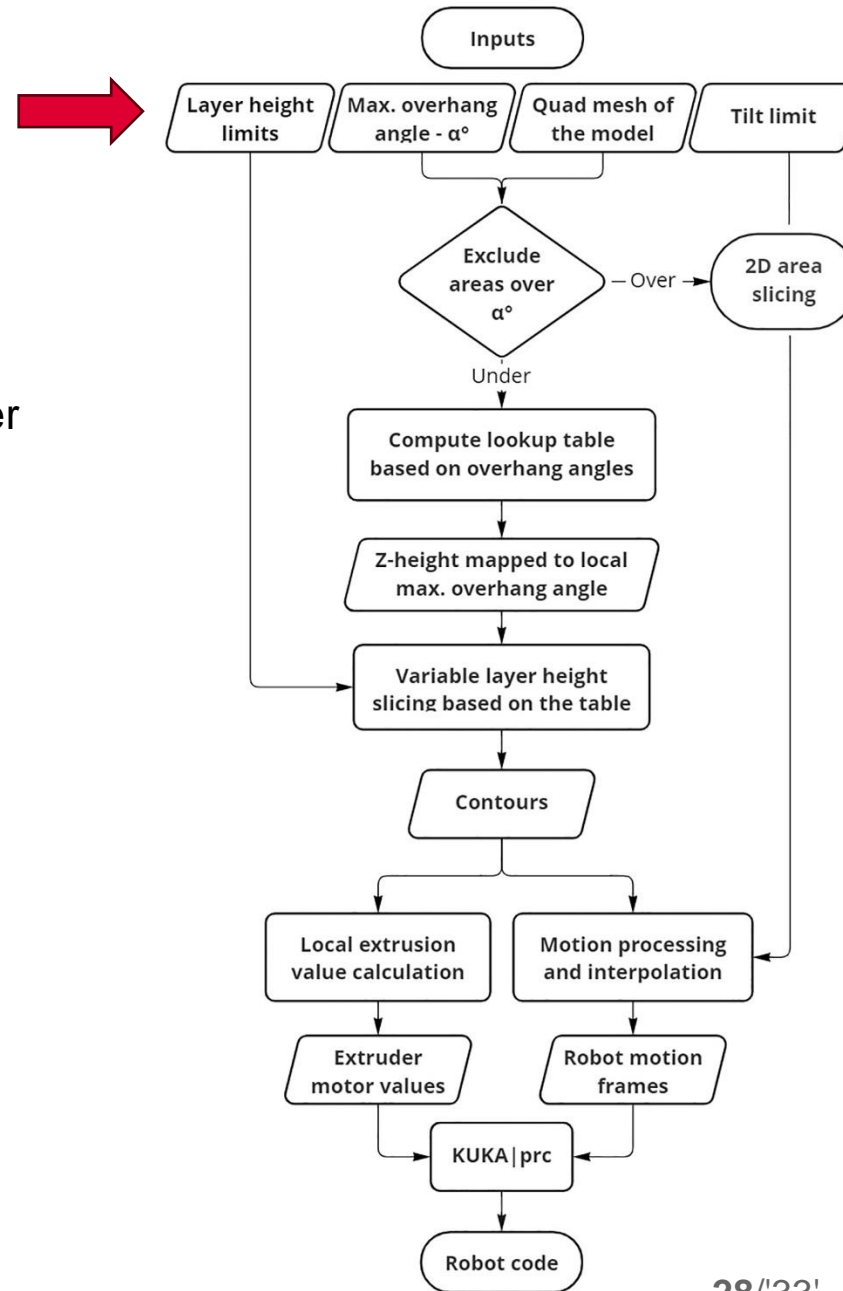 Inputs
Layer height
limits
Max. overhang
angle - α°
Quad mesh of
the model
Tilt limit
Exclude
areas over
α°
Over
2D area
slicing
Under
er
Compute lookup table
based on overhang angles
Z-height mapped to local
max. overhang angle
Variable layer height
slicing based on the table
Contours
Local extrusion
value calculation
Motion processing
and interpolation
Extruder
motor values
Robot motion
frames
KUKA|prc
Robot code